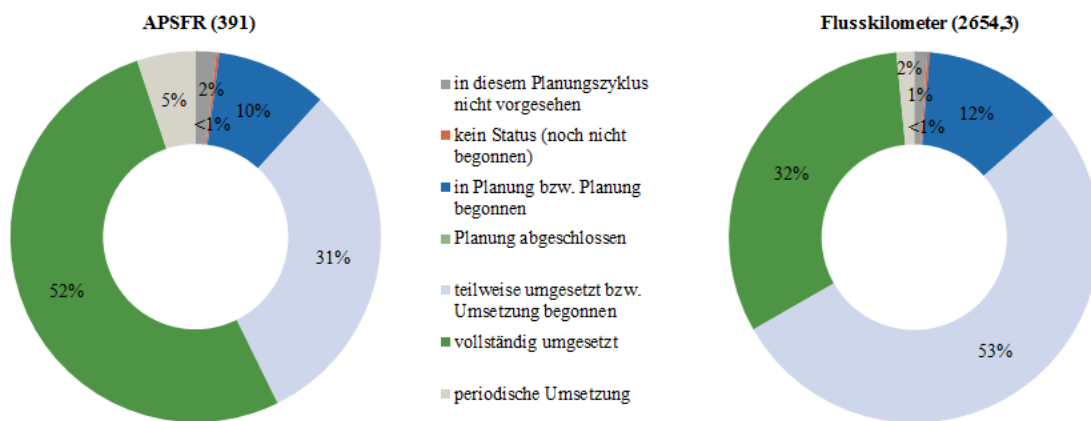 APSFR (391)
5%
2%
<1%
10%
31%
52%
in diesem Planungszyklus
nicht vorgesehen
kein Status (noch nicht
begonnen)
in Planung bzw. Planung
begonnen
Planung abgeschlossen
teilweise umgesetzt bzw.
Umsetzung begonnen
vollständig umgesetzt
periodische Umsetzung
Flusskilometer (2654,3)
2%
1%
<1%
12%
32%
53%